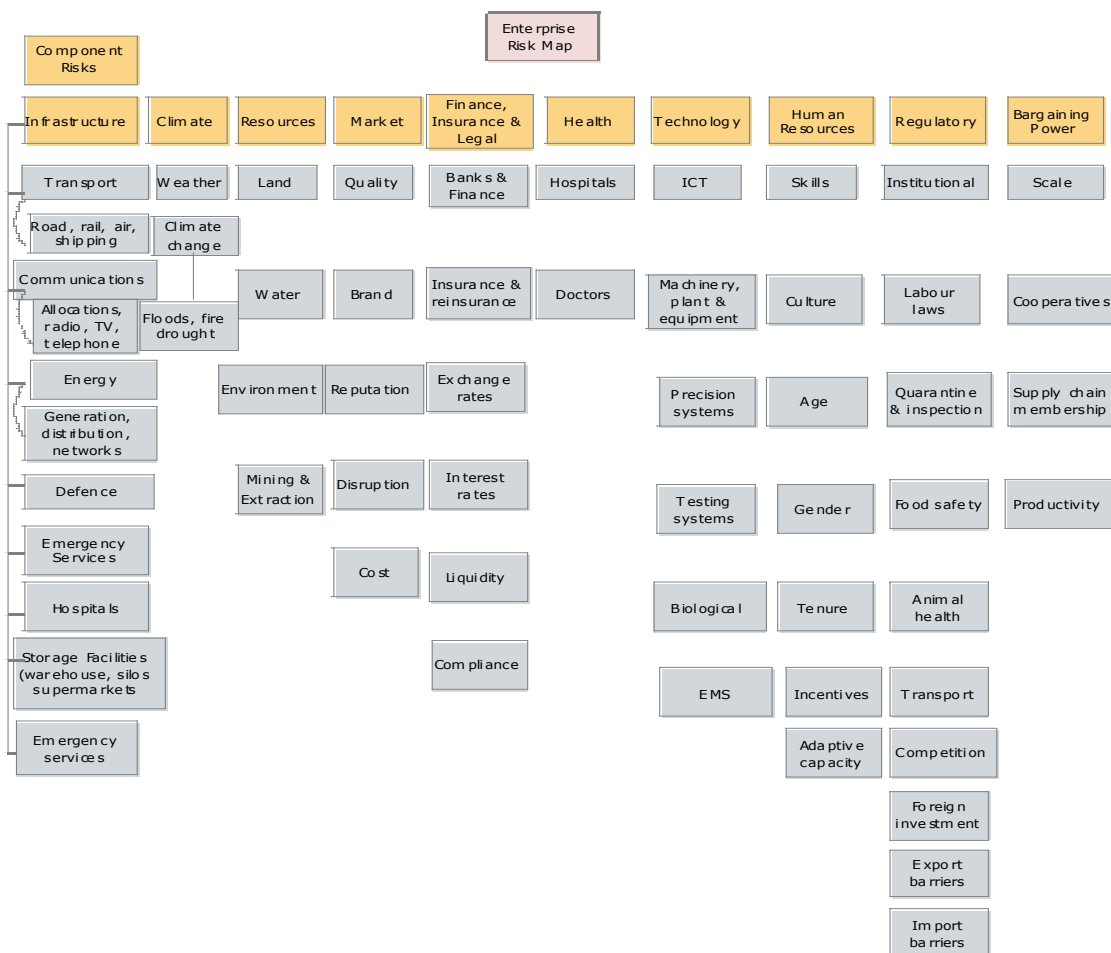 Enterprise
Risk Map
Component
Risks
Infrastructure
Climate
Resources
Market
Finance,
Insurance &
Legal
Health
Technology
Human
Resources
Regulatory
Bargaining
Power
Transport
Weather
Land
Quality
Banks &
Finance
Hospitals
ICT
Skills
Institutional
Scale
Road, rail, air,
shipping
Climate
change
Communications
Allocations,
radio, TV,
telephone
Floods, fire
drought
Water
Brand
Insurance &
reinsurance
Doctors
Machinery,
plant &
equipment
Culture
Labour
laws
Cooperatives
Energy
Generation,
distribution,
networks
Environment
Reputation
Exchange
rates
Precision
systems
Age
Quarantine
& inspection
Supply chain
membership
Defence
Mining &
Extraction
Disruption
Interest
rates
Testing
systems
Gender
Food safety
Productivity
Emergency
Services
Cost
Liquidity
Hospitals
Biological
Tenure
Animal
health
Storage Facilities
(warehouse, silos
supermarkets
Compliance
EMS
Incentives
Transport
Emergency
services
Adaptive
capacity
Competition
Foreign
investment
Export
barriers
Import
barriers